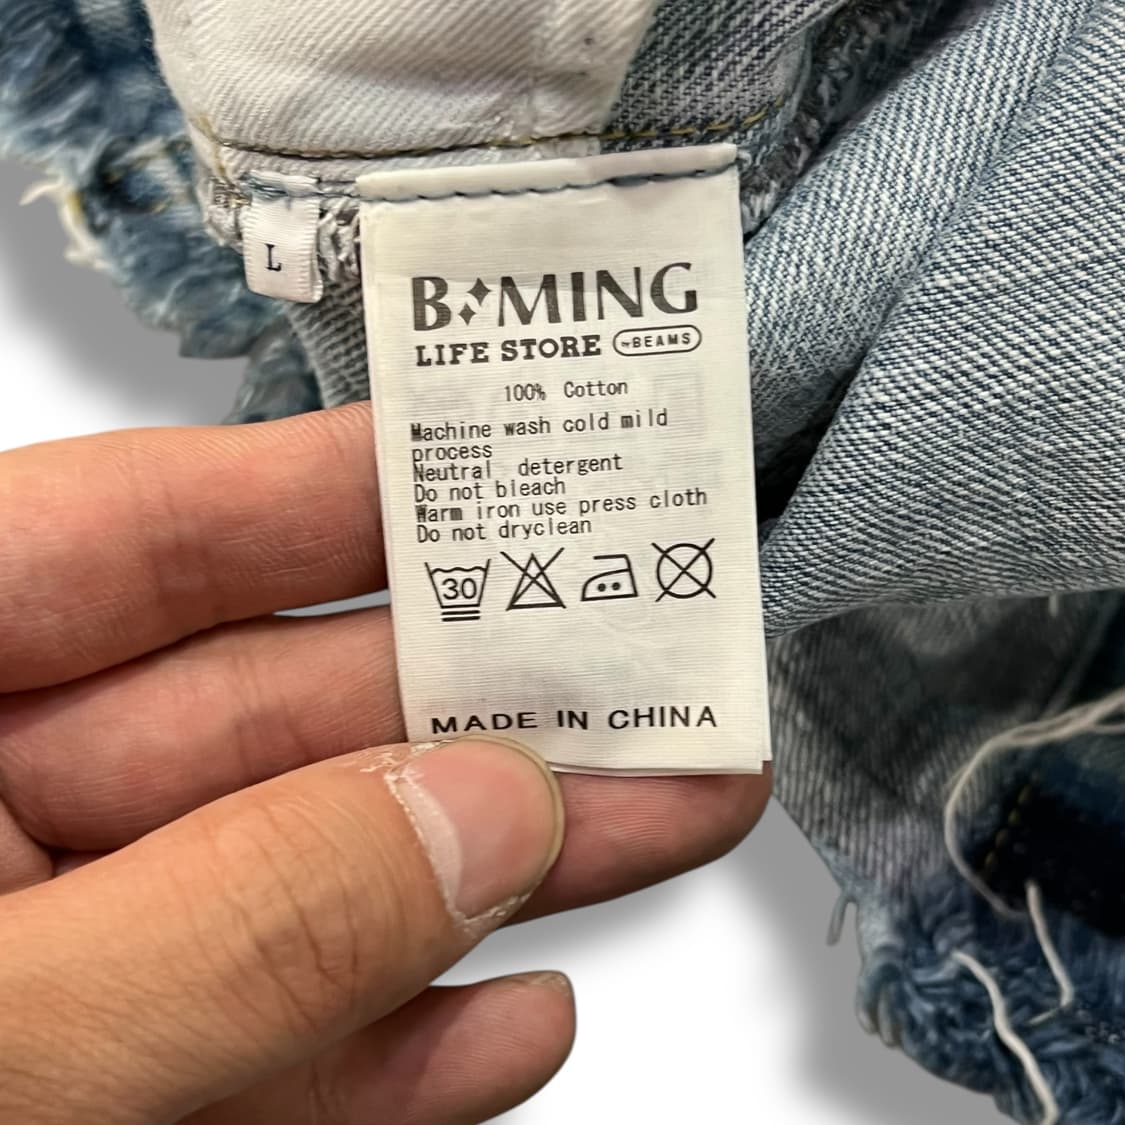 L
B MING
LIFE STORE by BEAMS
100% Cotton
Machine wash cold mild
process
Neutral detergent
Do not bleach
Warm iron use press cloth
Do not dryclean
30
MADE IN CHINA